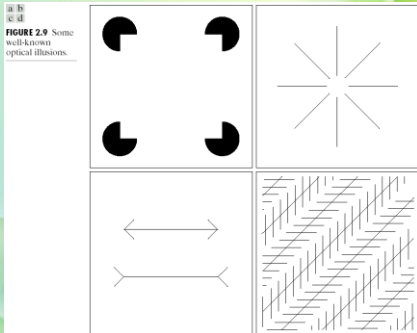 a b
c d
FIGURE 2.9 Some
well-known
optical illusions.